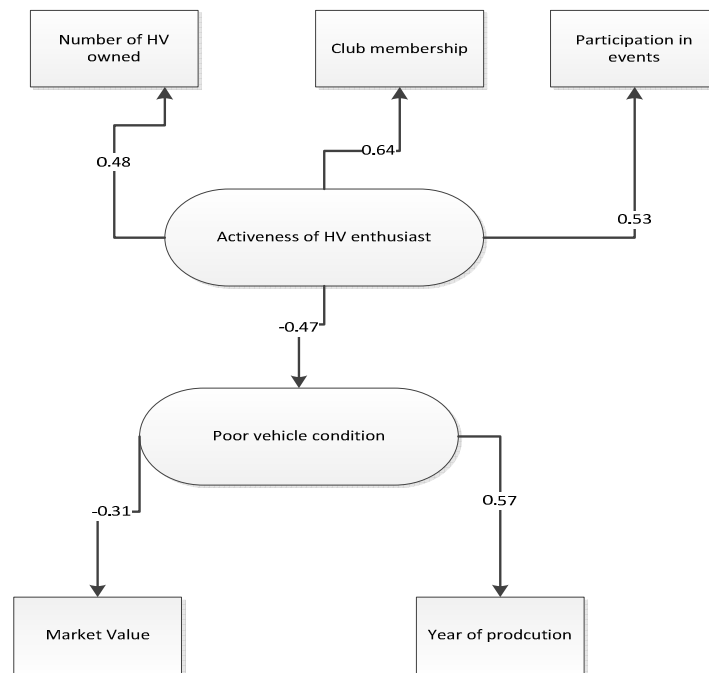 Number of HV
owned
Club membership
Participation in
events
0.48
0.64
0.53
Activeness of HV enthusiast
-0.47
Poor vehicle condition
-0.31
0.57
Market Value
Year of prodcution